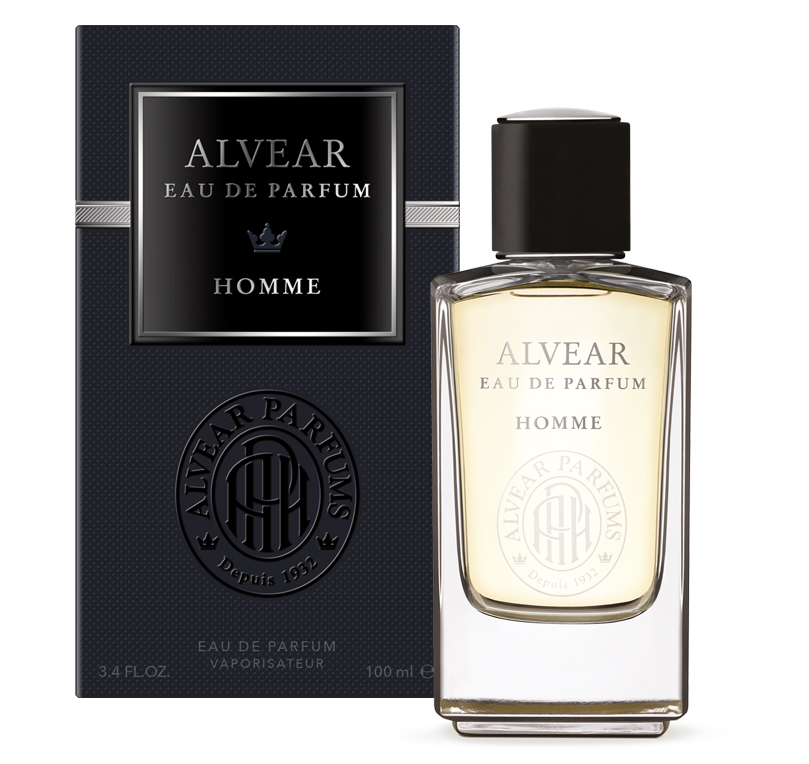 ALVEAR
EAU DE PARFUM
HOMME
ALVEAR PARFUMS
Depuis 1932
EAU DE PARFUM
VAPORISATEUR
3.4 FL.OZ.
100 ml ℮
ALVEAR
EAU DE PARFUM
HOMME
ALVEAR PARFUMS
Depuis 1932